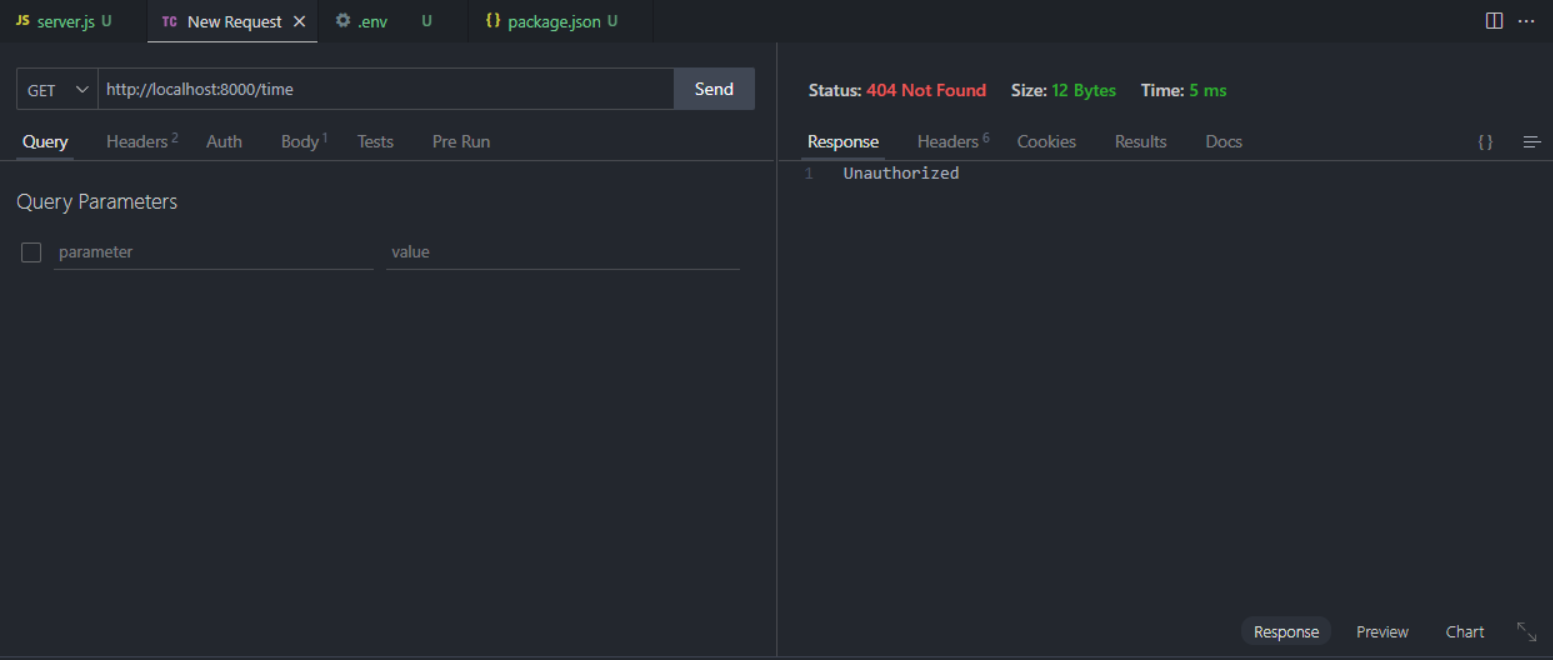 JS server.js U TC New Request × .env U {} package.json U ...
GET http://localhost:8000/time Send
Status: 404 Not Found Size: 12 Bytes Time: 5 ms
Query Headers 2 Auth Body 1 Tests Pre Run
Response Headers 6 Cookies Results Docs {}
1 Unauthorized
Query Parameters
parameter value
Response Preview Chart